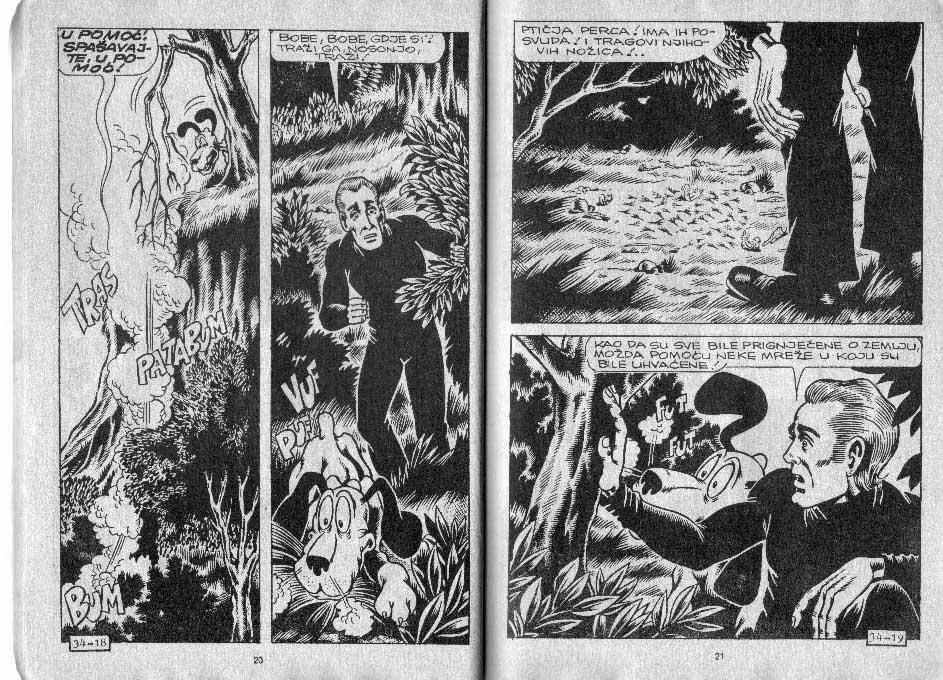 U POMOĆ!
SPAŠAVAJ-
TE, U PO-
MOĆ!
TRAS
PATABUM
BUM
34-18
BOBE, BOBE, GDJE SI?!
TRAŽI GA, NOSONJO,
TRAŽI!
VUF
20
PTIČJA PERCA! IMA IH PO-
SVUDA! I TRAGOVI NJIHO-
VIH NOŽICA!..
KAO DA SU SVE BILE PRIGNJEČENE O ZEMLJU,
MOŽDA POMOĆU NEKE MREŽE U KOJU SU
BILE UHVAĆENE!
FUT
FUT
34-19
21